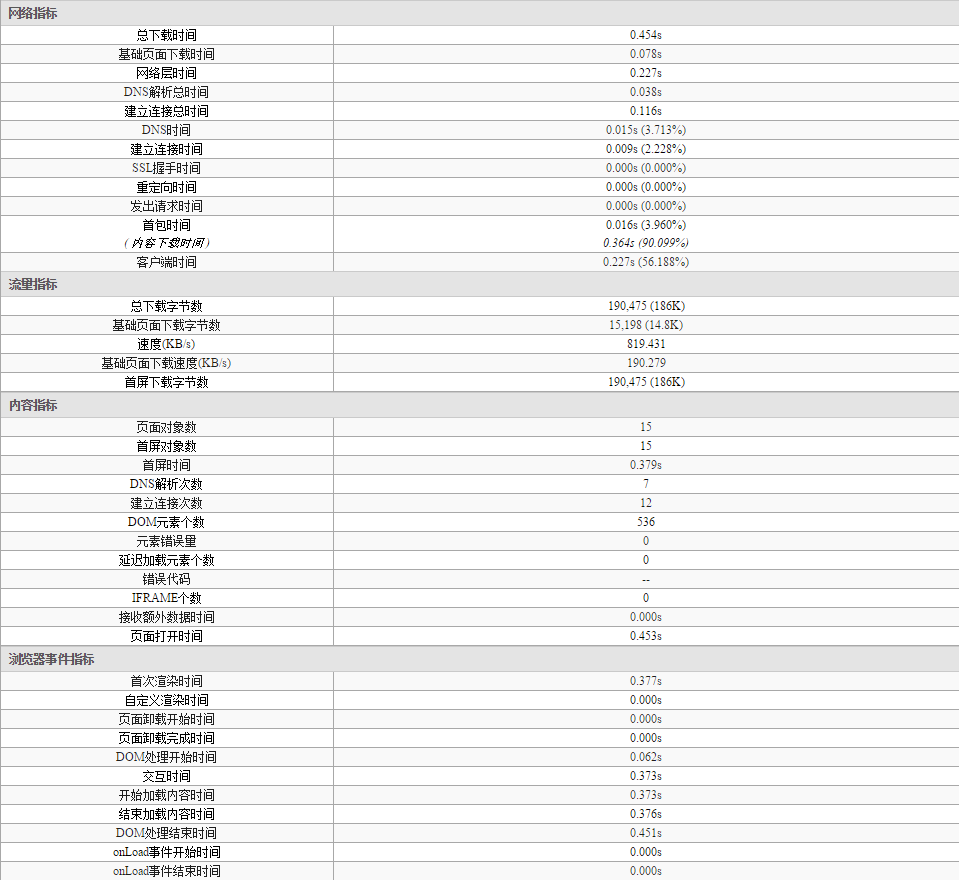 网络指标
总下载时间 0.454s
基础页面下载时间 0.078s
网络层时间 0.227s
DNS解析总时间 0.038s
建立连接总时间 0.116s
DNS时间 0.015s (3.713%)
建立连接时间 0.009s (2.228%)
SSL握手时间 0.000s (0.000%)
重定向时间 0.000s (0.000%)
发出请求时间 0.000s (0.000%)
首包时间 0.016s (3.960%)
(内容下载时间) 0.364s (90.099%)
客户端时间 0.227s (56.188%)
流量指标
总下载字节数 190,475 (186K)
基础页面下载字节数 15,198 (14.8K)
速度(KB/s) 819.431
基础页面下载速度(KB/s) 190.279
首屏下载字节数 190,475 (186K)
内容指标
页面对象数 15
首屏对象数 15
首屏时间 0.379s
DNS解析次数 7
建立连接次数 12
DOM元素个数 536
元素错误量 0
延迟加载元素个数 0
错误代码 --
IFRAME个数 0
接收额外数据时间 0.000s
页面打开时间 0.453s
浏览器事件指标
首次渲染时间 0.377s
自定义渲染时间 0.000s
页面卸载开始时间 0.000s
页面卸载完成时间 0.000s
DOM处理开始时间 0.062s
交互时间 0.373s
开始加载内容时间 0.373s
结束加载内容时间 0.376s
DOM处理结束时间 0.451s
onLoad事件开始时间 0.000s
onLoad事件结束时间 0.000s